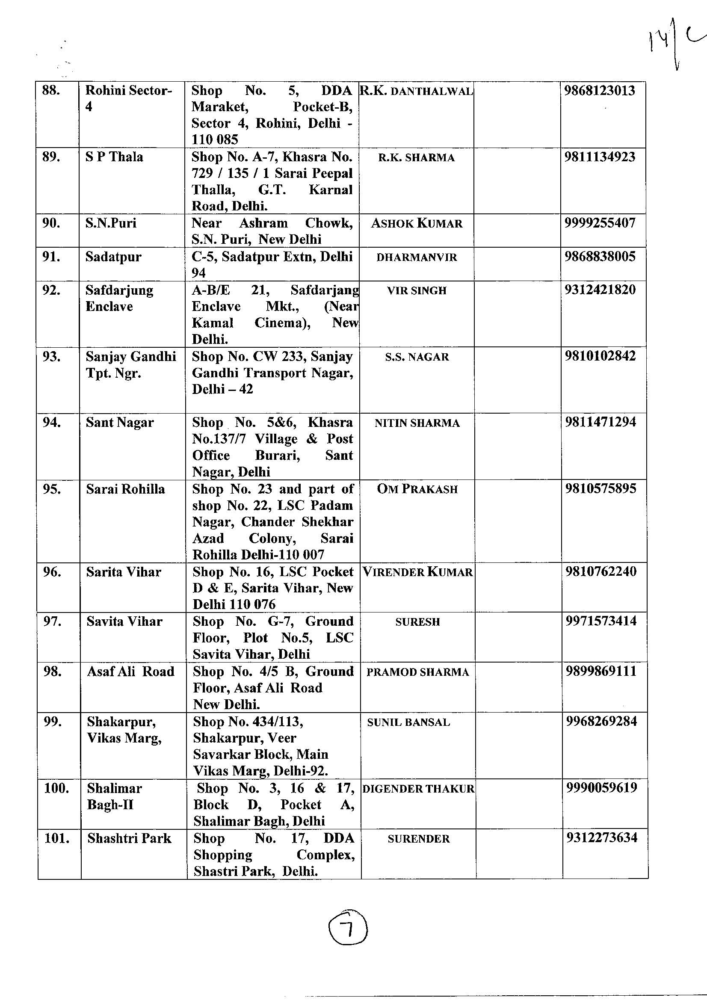 14/C
88. Rohini Sector- Shop No. 5, DDA R.K. DANTHALWAL 9868123013
4 Maraket, Pocket-B,
Sector 4, Rohini, Delhi -
110 085
89. S P Thala Shop No. A-7, Khasra No. R.K. SHARMA 9811134923
729 / 135 / 1 Sarai Peepal
Thalla, G.T. Karnal
Road, Delhi.
90. S.N.Puri Near Ashram Chowk, ASHOK KUMAR 9999255407
S.N. Puri, New Delhi
91. Sadatpur C-5, Sadatpur Extn, Delhi DHARMANVIR 9868838005
94
92. Safdarjung A-B/E 21, Safdarjang VIR SINGH 9312421820
Enclave Enclave Mkt., (Near
Kamal Cinema), New
Delhi.
93. Sanjay Gandhi Shop No. CW 233, Sanjay S.S. NAGAR 9810102842
Tpt. Ngr. Gandhi Transport Nagar,
Delhi – 42
94. Sant Nagar Shop No. 5&6, Khasra NITIN SHARMA 9811471294
No.137/7 Village & Post
Office Burari, Sant
Nagar, Delhi
95. Sarai Rohilla Shop No. 23 and part of OM PRAKASH 9810575895
shop No. 22, LSC Padam
Nagar, Chander Shekhar
Azad Colony, Sarai
Rohilla Delhi-110 007
96. Sarita Vihar Shop No. 16, LSC Pocket VIRENDER KUMAR 9810762240
D & E, Sarita Vihar, New
Delhi 110 076
97. Savita Vihar Shop No. G-7, Ground SURESH 9971573414
Floor, Plot No.5, LSC
Savita Vihar, Delhi
98. Asaf Ali Road Shop No. 4/5 B, Ground PRAMOD SHARMA 9899869111
Floor, Asaf Ali Road
New Delhi.
99. Shakarpur, Shop No. 434/113, SUNIL BANSAL 9968269284
Vikas Marg, Shakarpur, Veer
Savarkar Block, Main
Vikas Marg, Delhi-92.
100. Shalimar Shop No. 3, 16 & 17, DIGENDER THAKUR 9990059619
Bagh-II Block D, Pocket A,
Shalimar Bagh, Delhi
101. Shashtri Park Shop No. 17, DDA SURENDER 9312273634
Shopping Complex,
Shastri Park, Delhi.
7